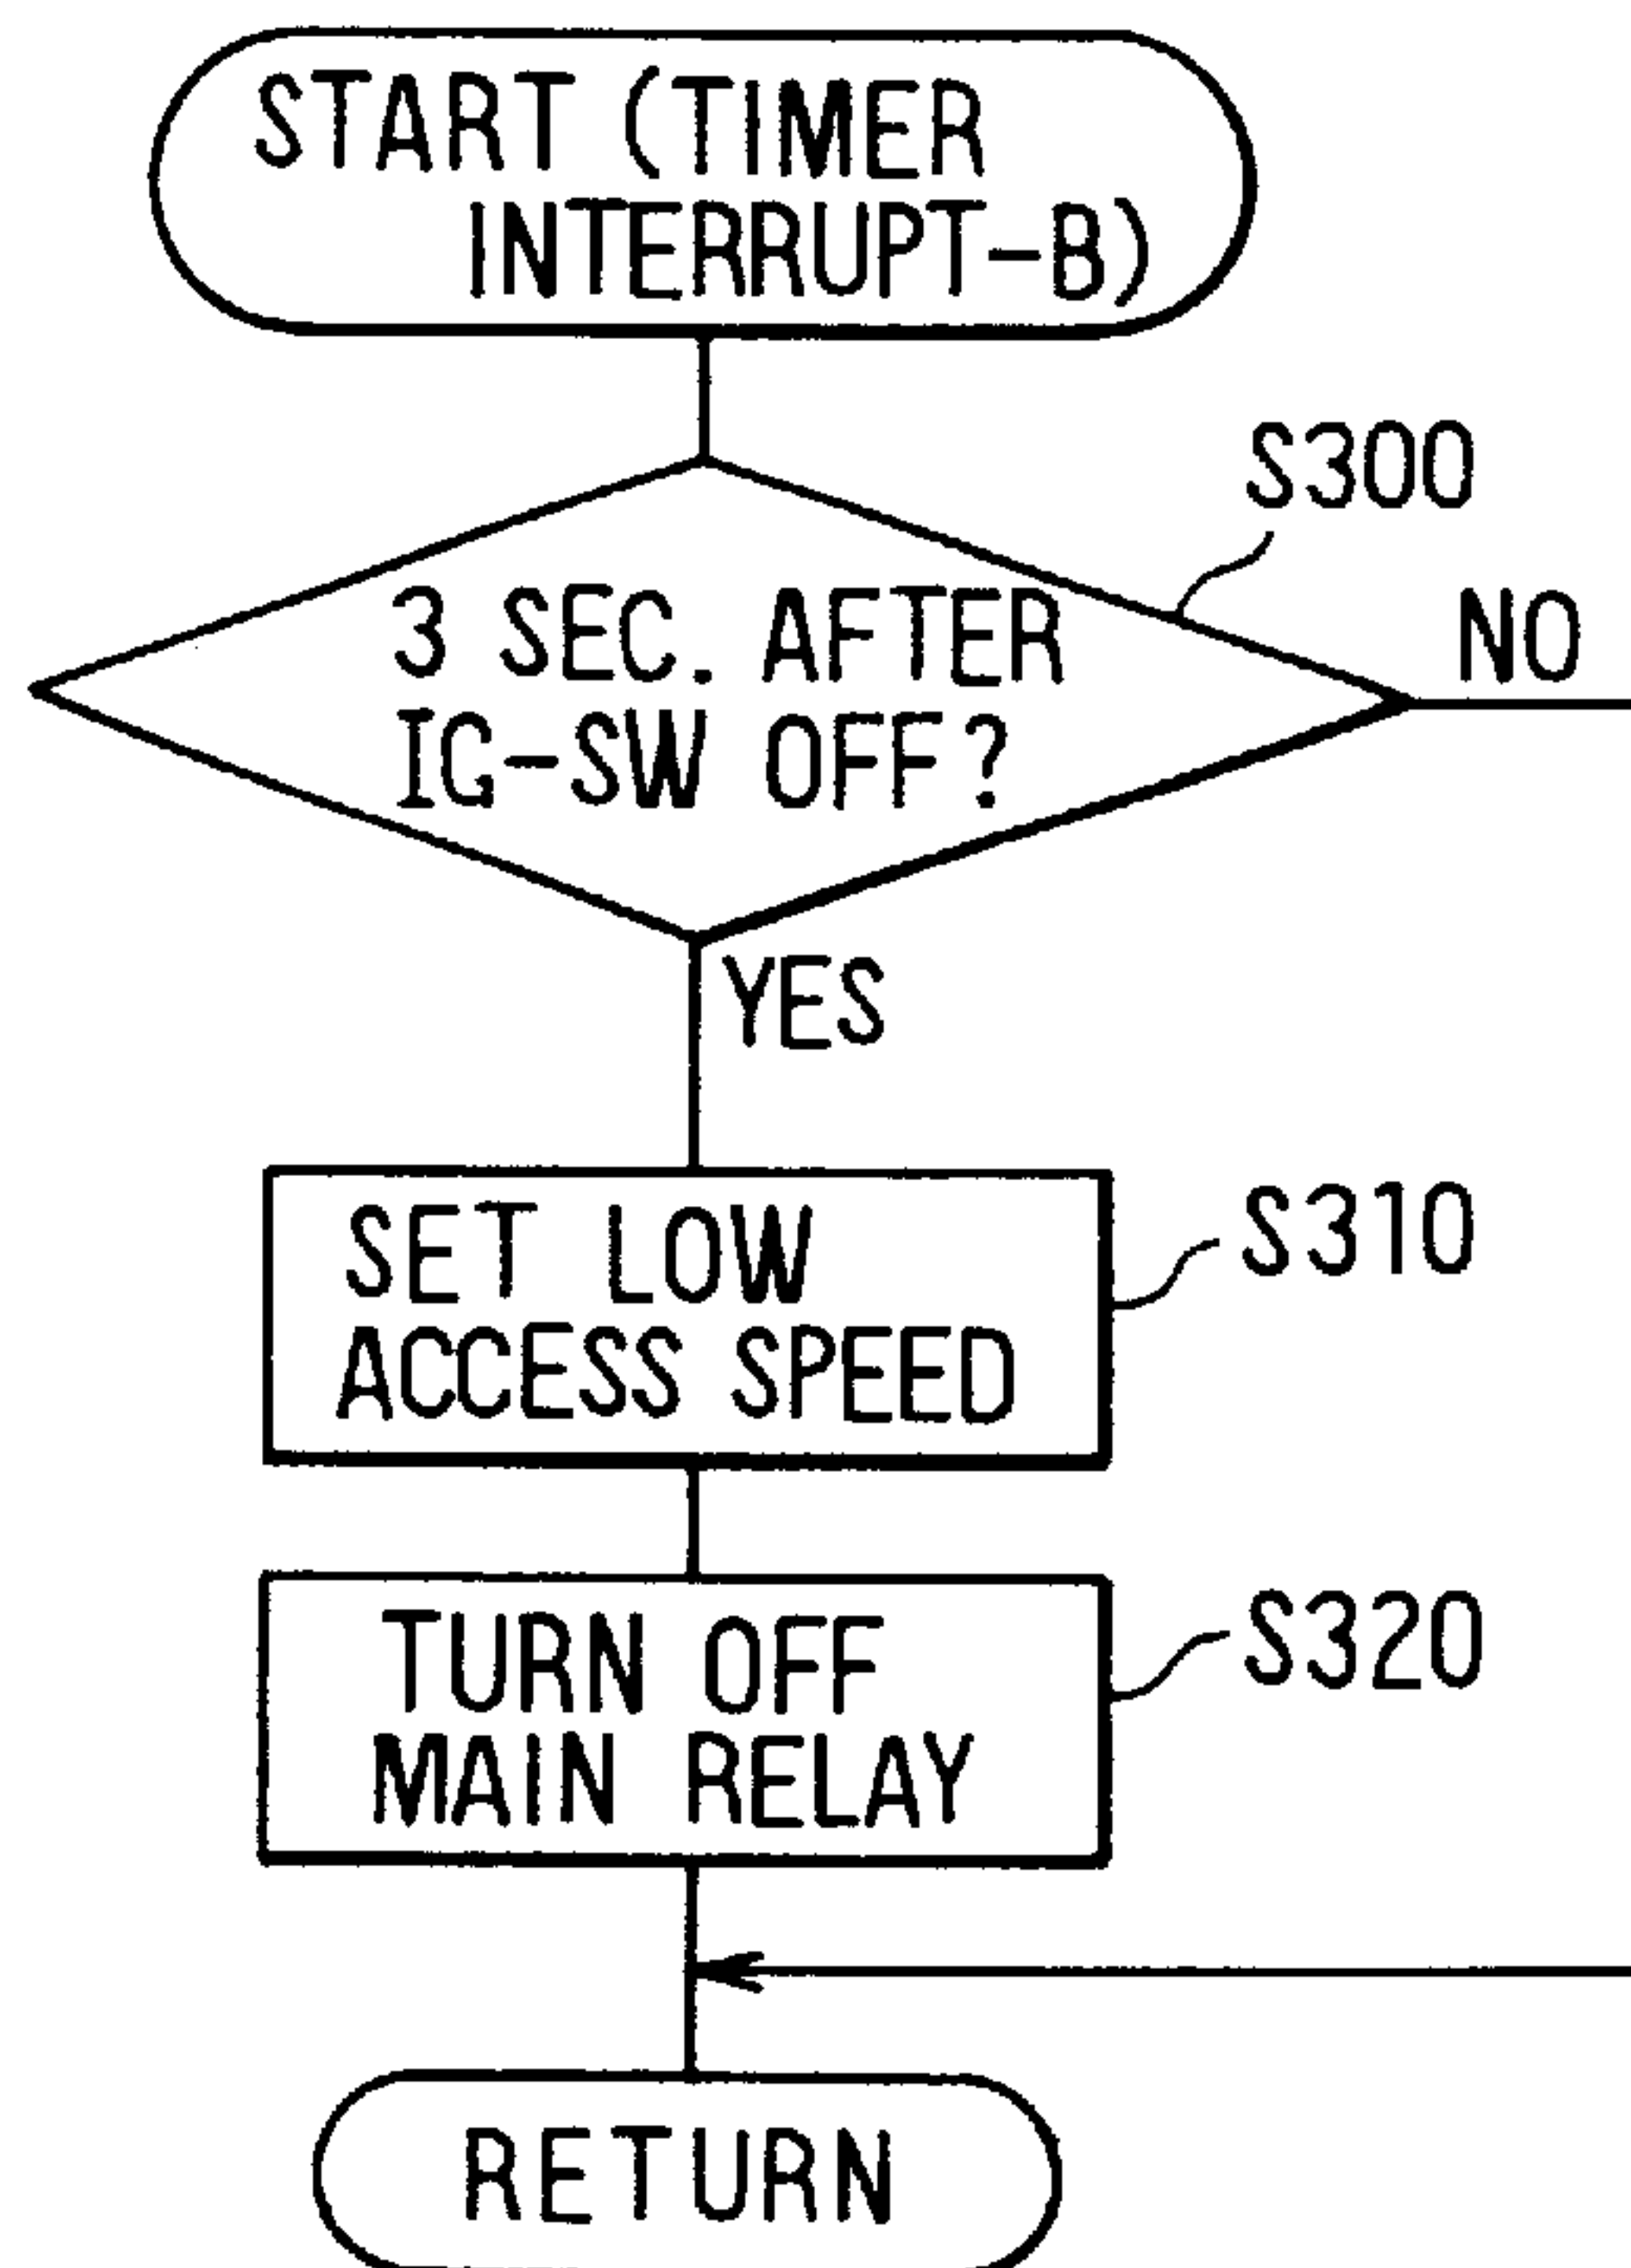 START (TIMER
INTERRUPT-B)
S300
3 SEC. AFTER
IG-SW OFF?
NO
YES
SET LOW
ACCESS SPEED
S310
TURN OFF
MAIN RELAY
S320
RETURN